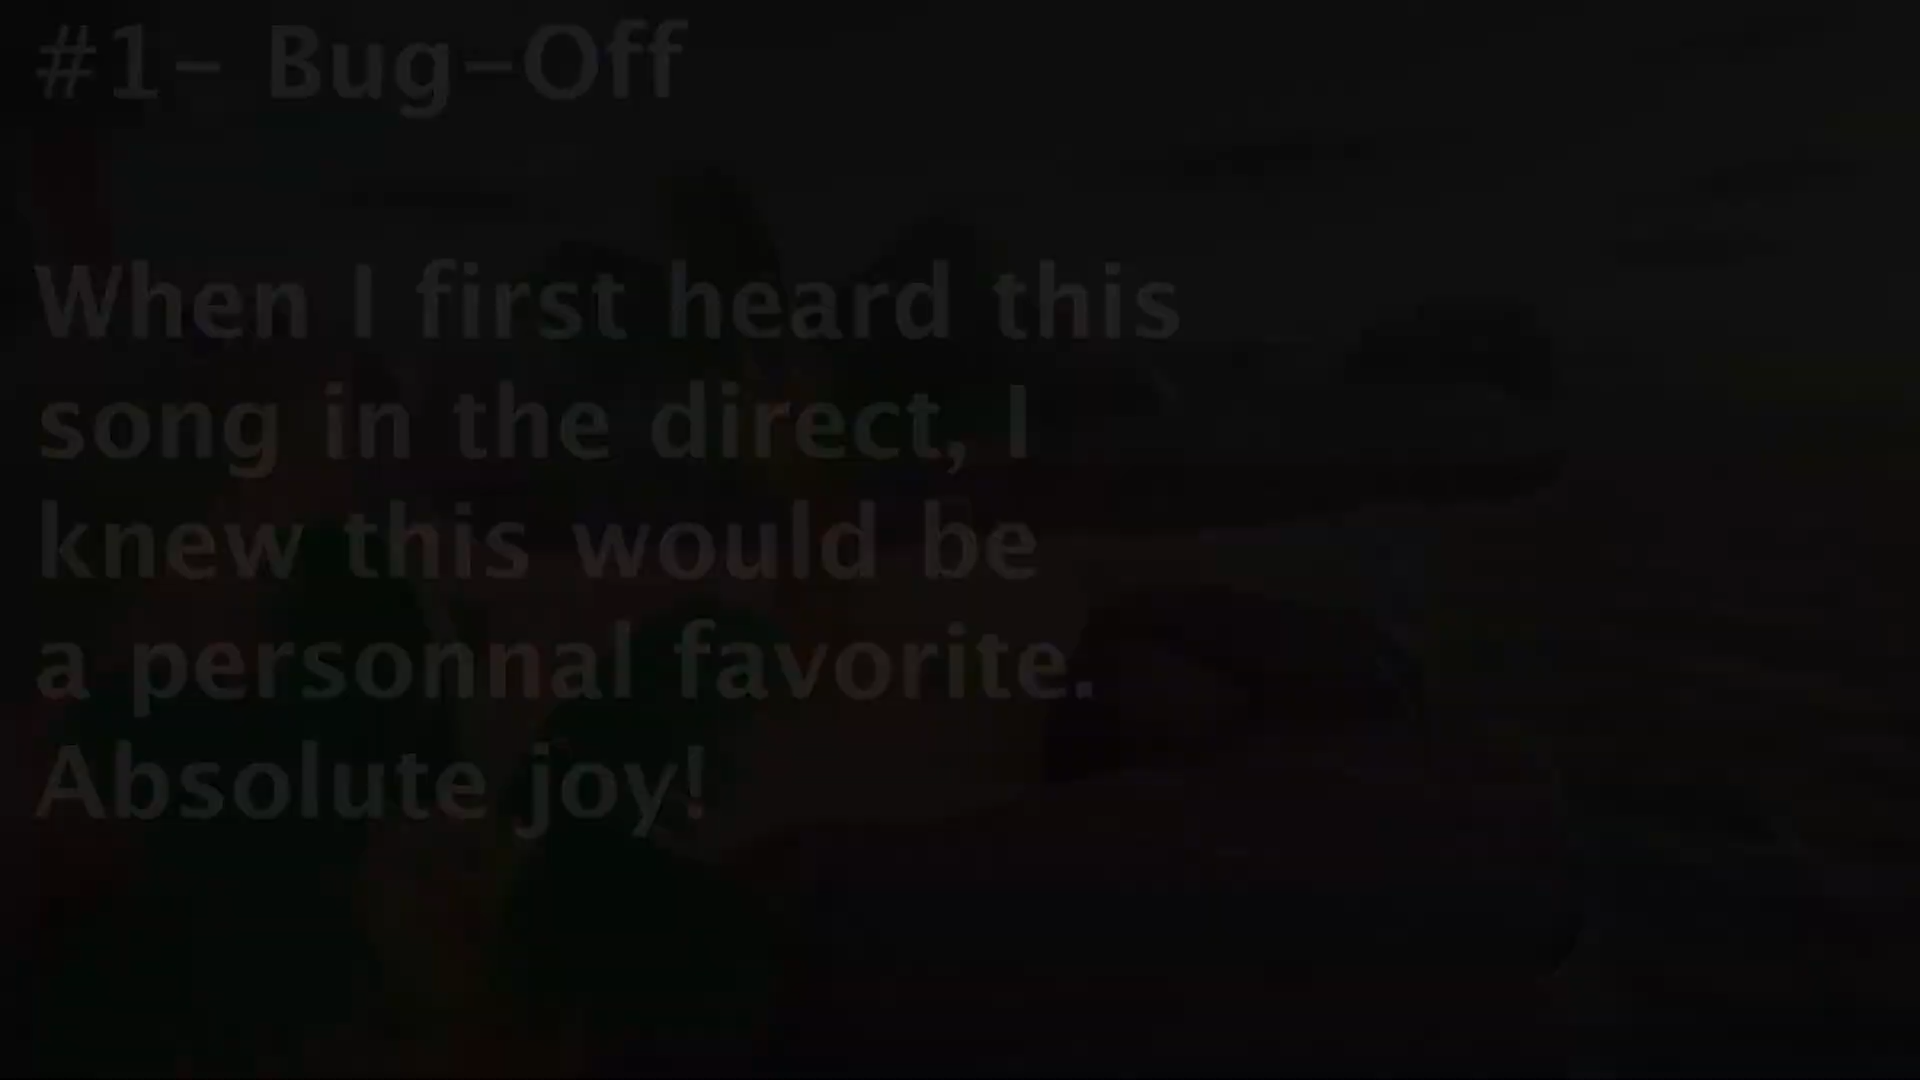 #1- Bug-Off
When I first heard this
song in the direct, I
knew this would be
a personnal favorite.
Absolute joy!